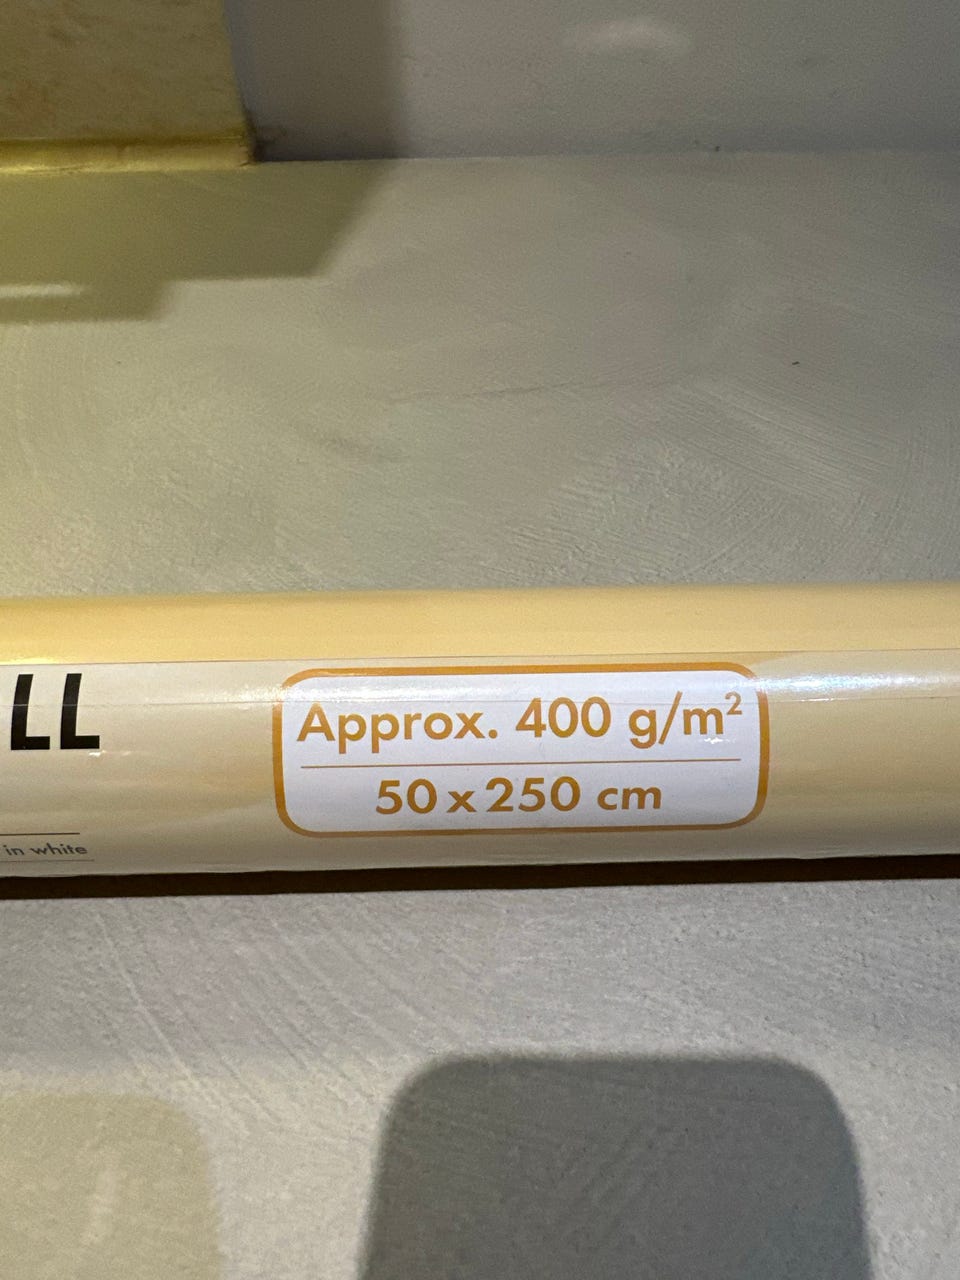 LL
Approx. 400 g/m²
50 x 250 cm
in white